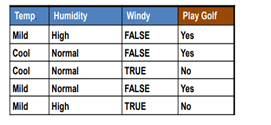 Temp Humidity Windy Play Golf
Mild High FALSE Yes
Cool Normal FALSE Yes
Cool Normal TRUE No
Mild Normal FALSE Yes
Mild High TRUE No